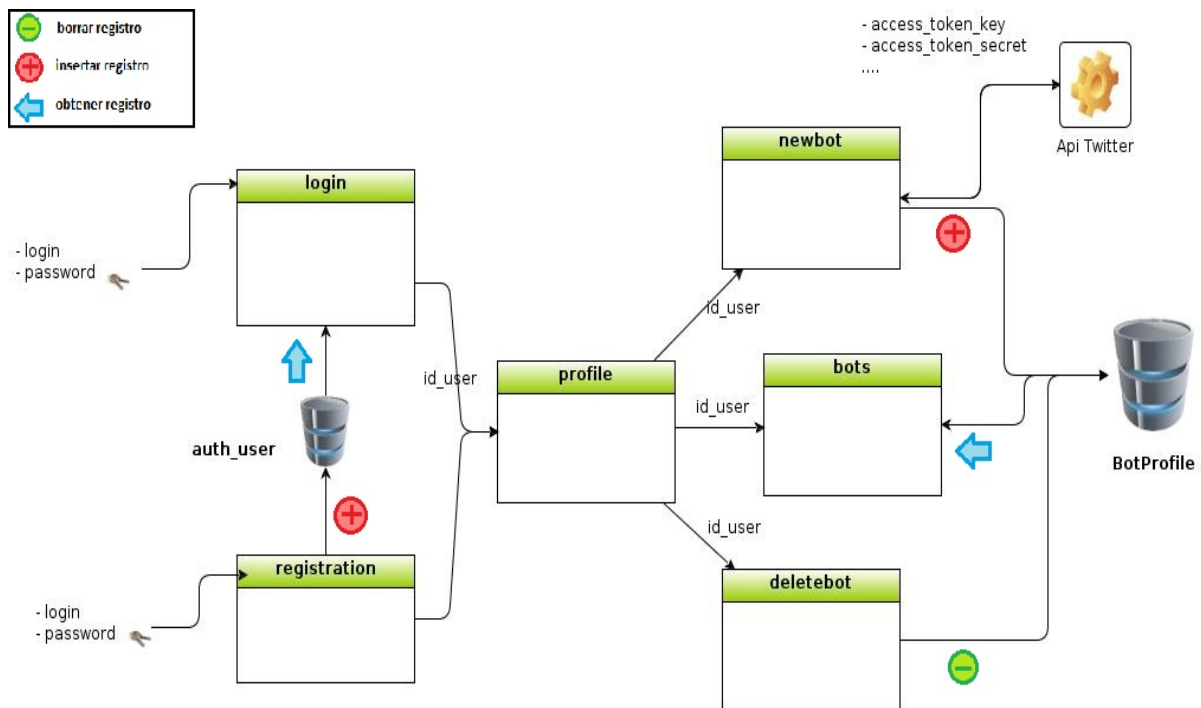 borrar registro
insertar registro
obtener registro
- access_token_key
- access_token_secret
....
Api Twitter
newbot
login
- login
- password
id_user
id_user
profile
bots
id_user
auth_user
BotProfile
id_user
registration
deletebot
- login
- password